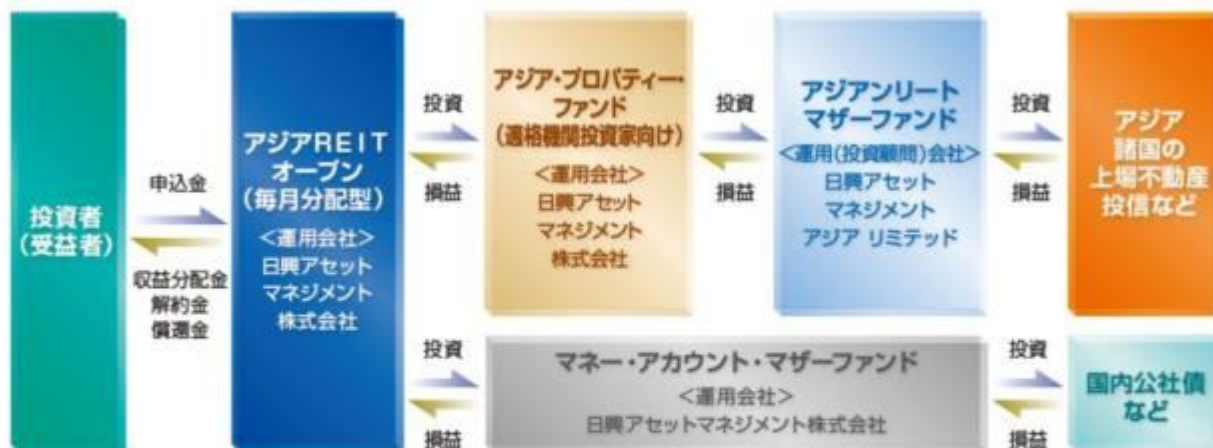 投資者
(受益者)
申込金
収益分配金
解約金
償還金
アジアREIT
オープン
(毎月分配型)
<運用会社>
日興アセット
マネジメント
株式会社
投資
損益
アジア・プロパティー・
ファンド
(適格機関投資家向け)
<運用会社>
日興アセット
マネジメント
株式会社
投資
損益
アジアンリート
マザーファンド
<運用(投資顧問)会社>
日興アセット
マネジメント
アジア リミテッド
投資
損益
アジア
諸国の
上場不動産
投信など
投資
損益
マネー・アカウント・マザーファンド
<運用会社>
日興アセットマネジメント株式会社
投資
損益
国内公社債
など